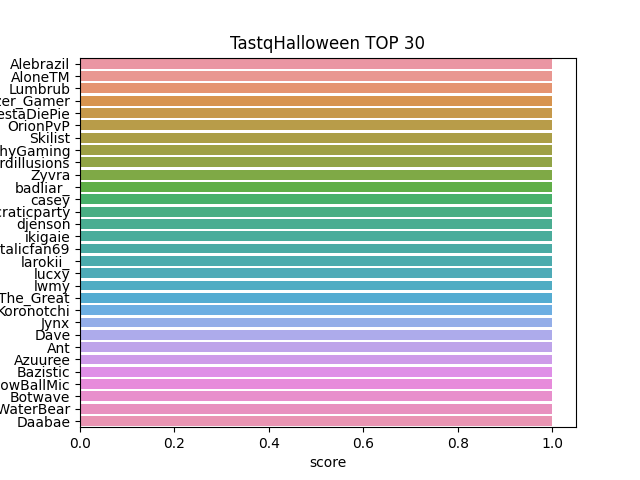 TastqHalloween TOP 30
Alebrazil
AloneTM
Lumbrub
zer_Gamer
estaDiePie
OrionPvP
Skilist
hyGaming
rdillusions
Zyvra
badliar_
casey
craticparty
djenson
ikigaie
talicfan69
larokii_
lucxy
lwmy
The_Great
Koronotchi
Jynx
Dave
Ant
Azuuree
Bazistic
owBallMic
Botwave
WaterBear
Daabae
0.0 0.2 0.4 0.6 0.8 1.0
score